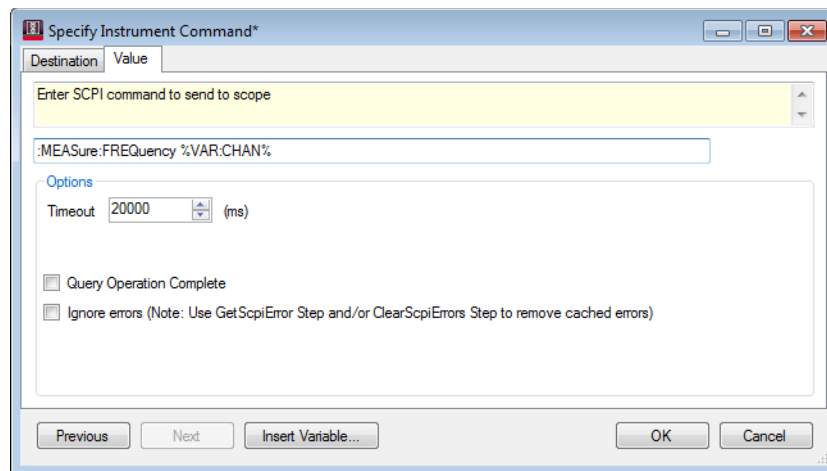 Specify Instrument Command*
Destination Value
Enter SCPI command to send to scope
:MEASure:FREQuency %VAR:CHAN%
Options
Timeout 20000 (ms)
Query Operation Complete
Ignore errors (Note: Use GetScpiError Step and/or ClearScpiErrors Step to remove cached errors)
Previous Next Insert Variable... OK Cancel